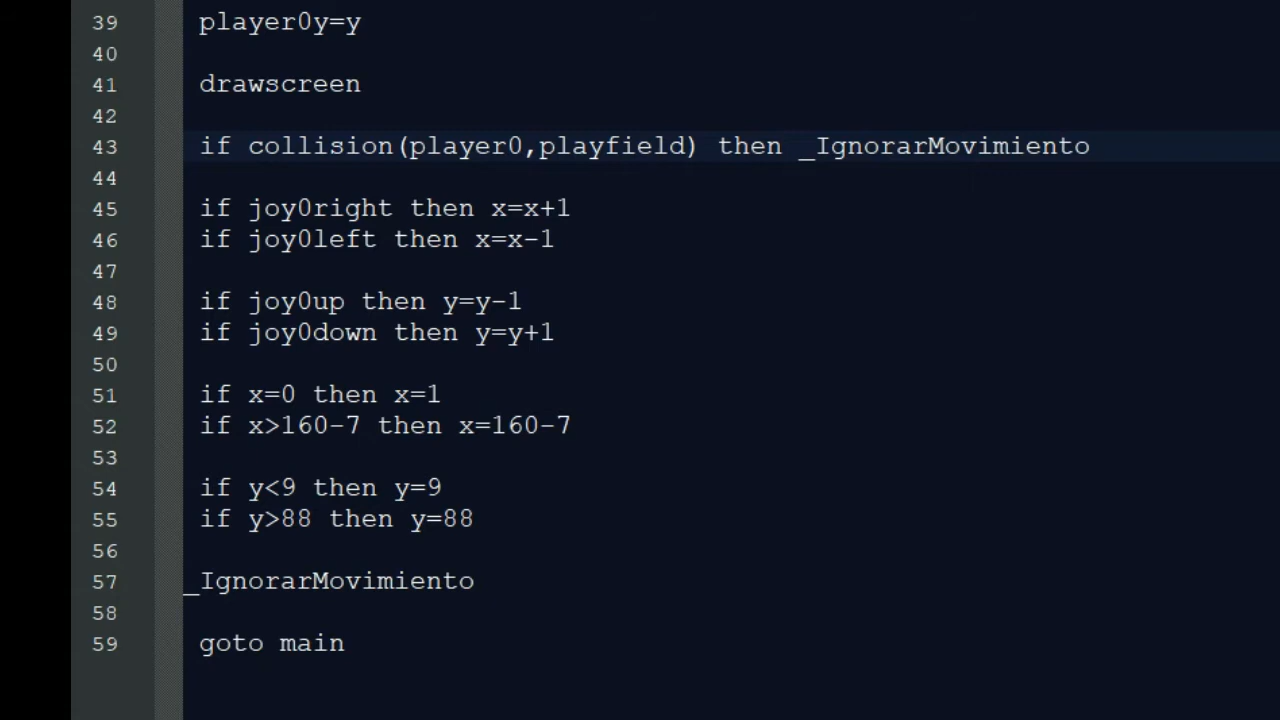 39 player0y=y
40
41 drawscreen
42
43 if collision(player0,playfield) then _IgnorarMovimiento
44
45 if joy0right then x=x+1
46 if joy0left then x=x-1
47
48 if joy0up then y=y-1
49 if joy0down then y=y+1
50
51 if x=0 then x=1
52 if x>160-7 then x=160-7
53
54 if y<9 then y=9
55 if y>88 then y=88
56
57 _IgnorarMovimiento
58
59 goto main